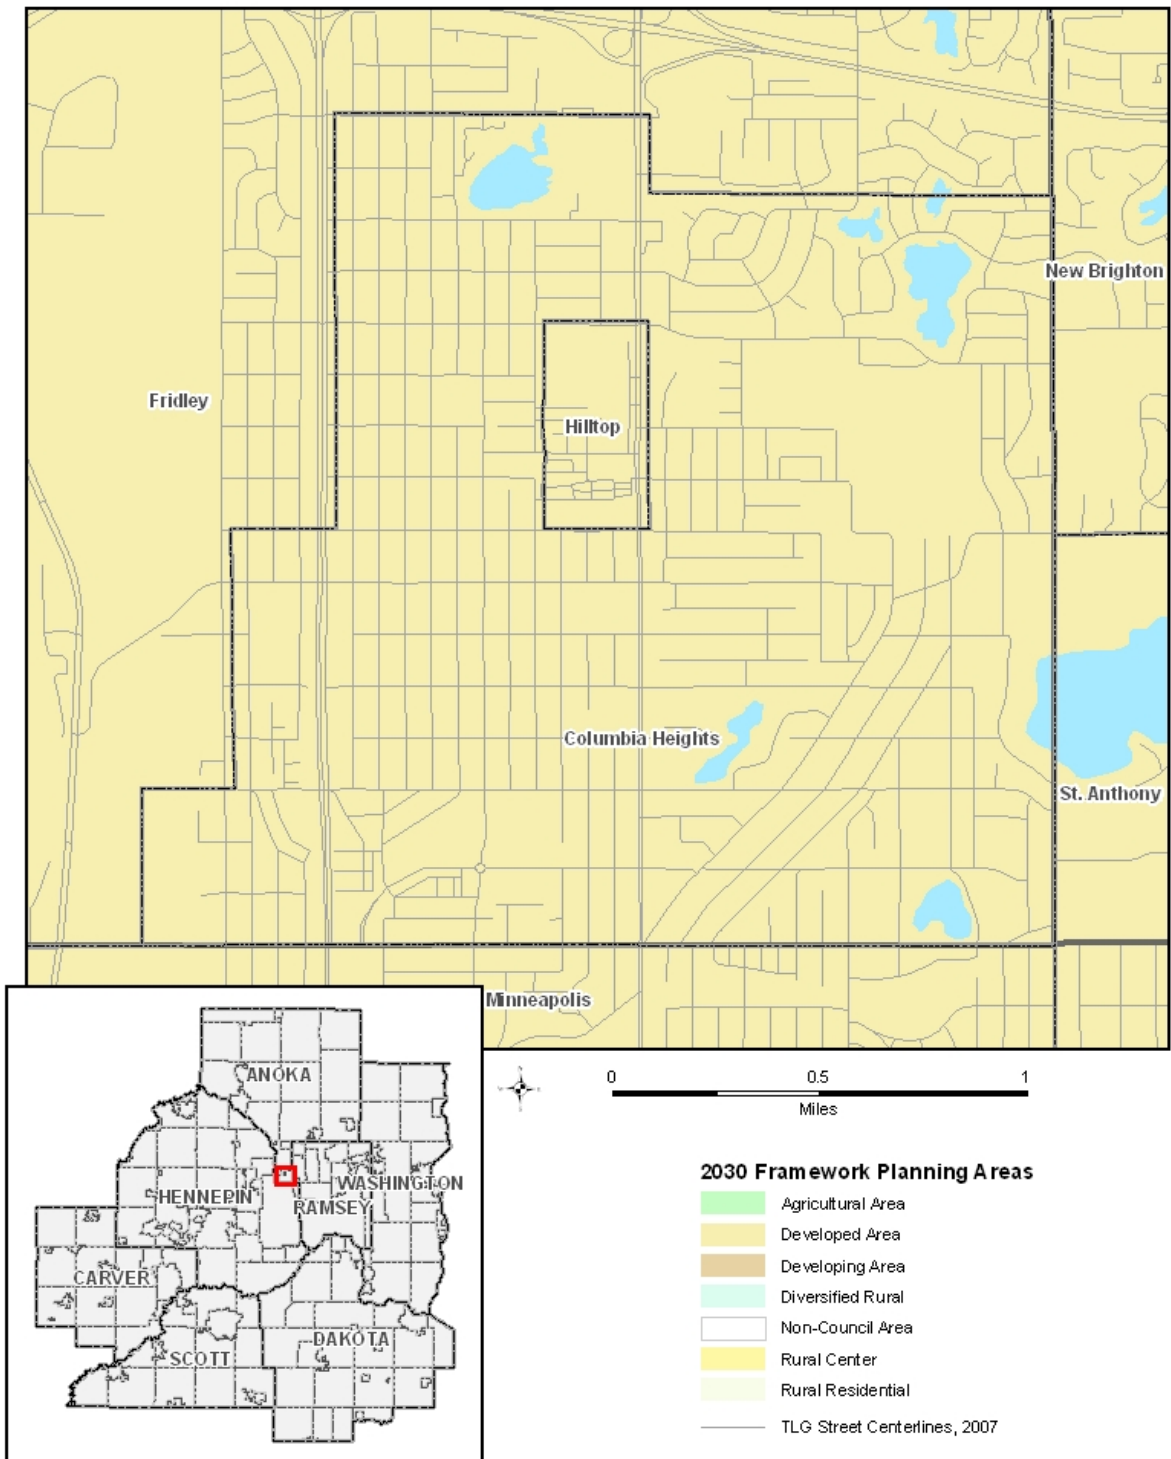 New Brighton
Fridley
Hilltop
Columbia Heights
St. Anthony
Minneapolis
ANOKA
HENNEPIN
WASHINGTON
RAMSEY
CARVER
SCOTT
DAKOTA
0 0.5 1
Miles
2030 Framework Planning Areas
Agricultural Area
Developed Area
Developing Area
Diversified Rural
Non-Council Area
Rural Center
Rural Residential
TLG Street Centerlines, 2007